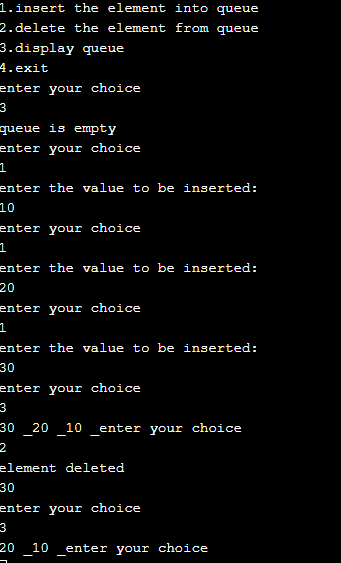 1.insert the element into queue
2.delete the element from queue
3.display queue
4.exit
enter your choice
3
queue is empty
enter your choice
1
enter the value to be inserted:
10
enter your choice
1
enter the value to be inserted:
20
enter your choice
1
enter the value to be inserted:
30
enter your choice
3
30 _20 _10 _enter your choice
2
element deleted
30
enter your choice
3
20 _10 _enter your choice